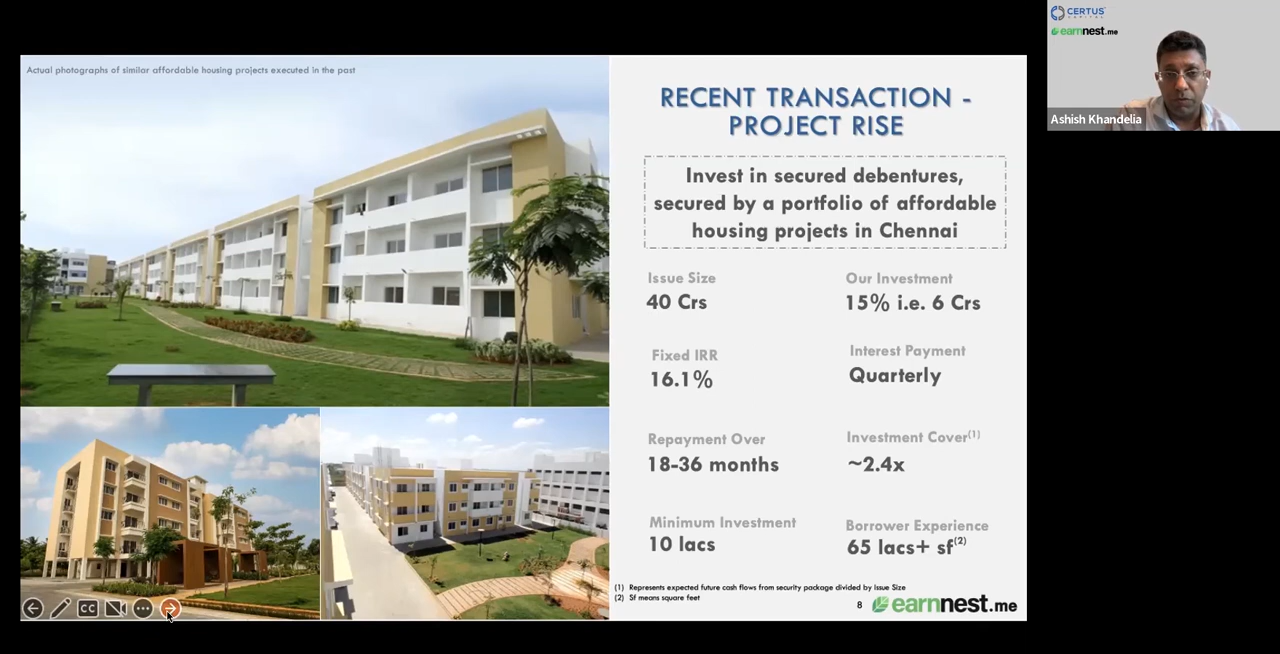 Actual photographs of similar affordable housing projects executed in the past
RECENT TRANSACTION -
PROJECT RISE
Invest in secured debentures,
secured by a portfolio of affordable
housing projects in Chennai
Issue Size
40 Crs
Our Investment
15% i.e. 6 Crs
Fixed IRR
16.1%
Interest Payment
Quarterly
Repayment Over
18-36 months
Investment Cover(1)
~2.4x
Minimum Investment
10 lacs
Borrower Experience
65 lacs+ sf(2)
(1) Represents expected future cash flows from security package divided by Issue Size
(2) Sf means square feet
8
earnnest.me
CC
CERTUS
CAPITAL
earnnest.me
Ashish Khandelia